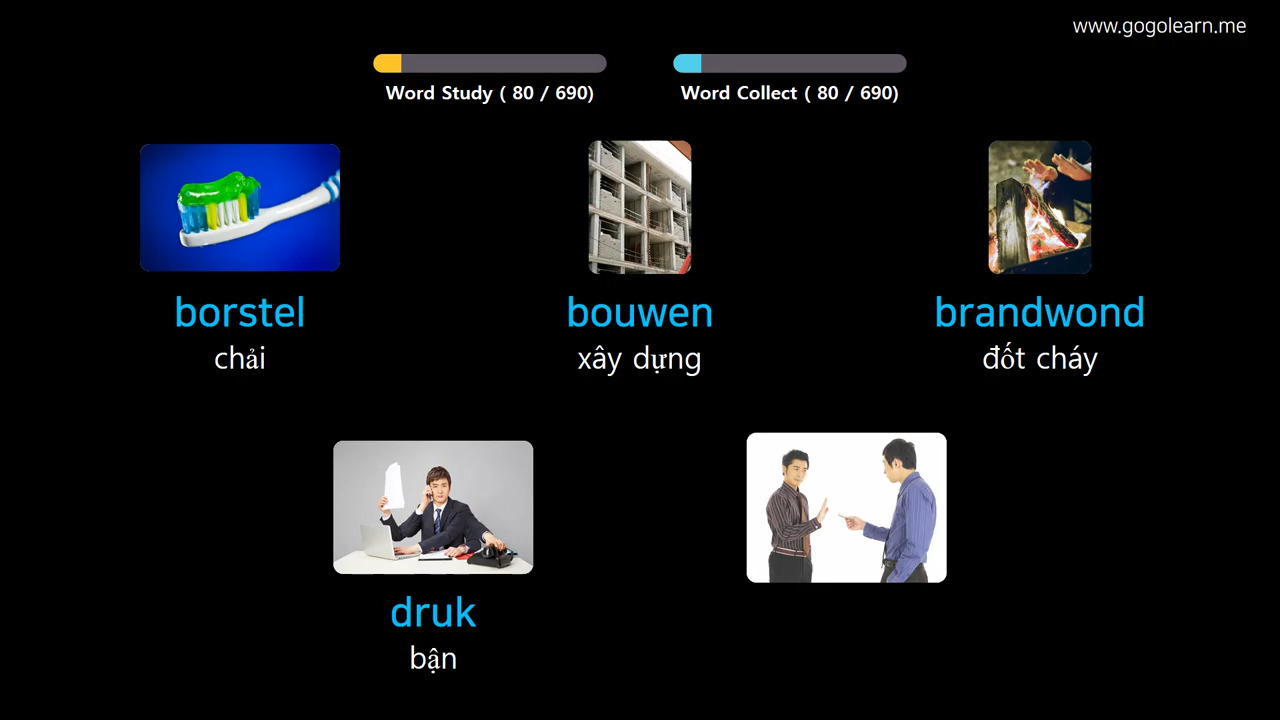 www.gogolearn.me
Word Study ( 80 / 690)
Word Collect ( 80 / 690)
borstel
chải
bouwen
xây dựng
brandwond
đốt cháy
druk
bận